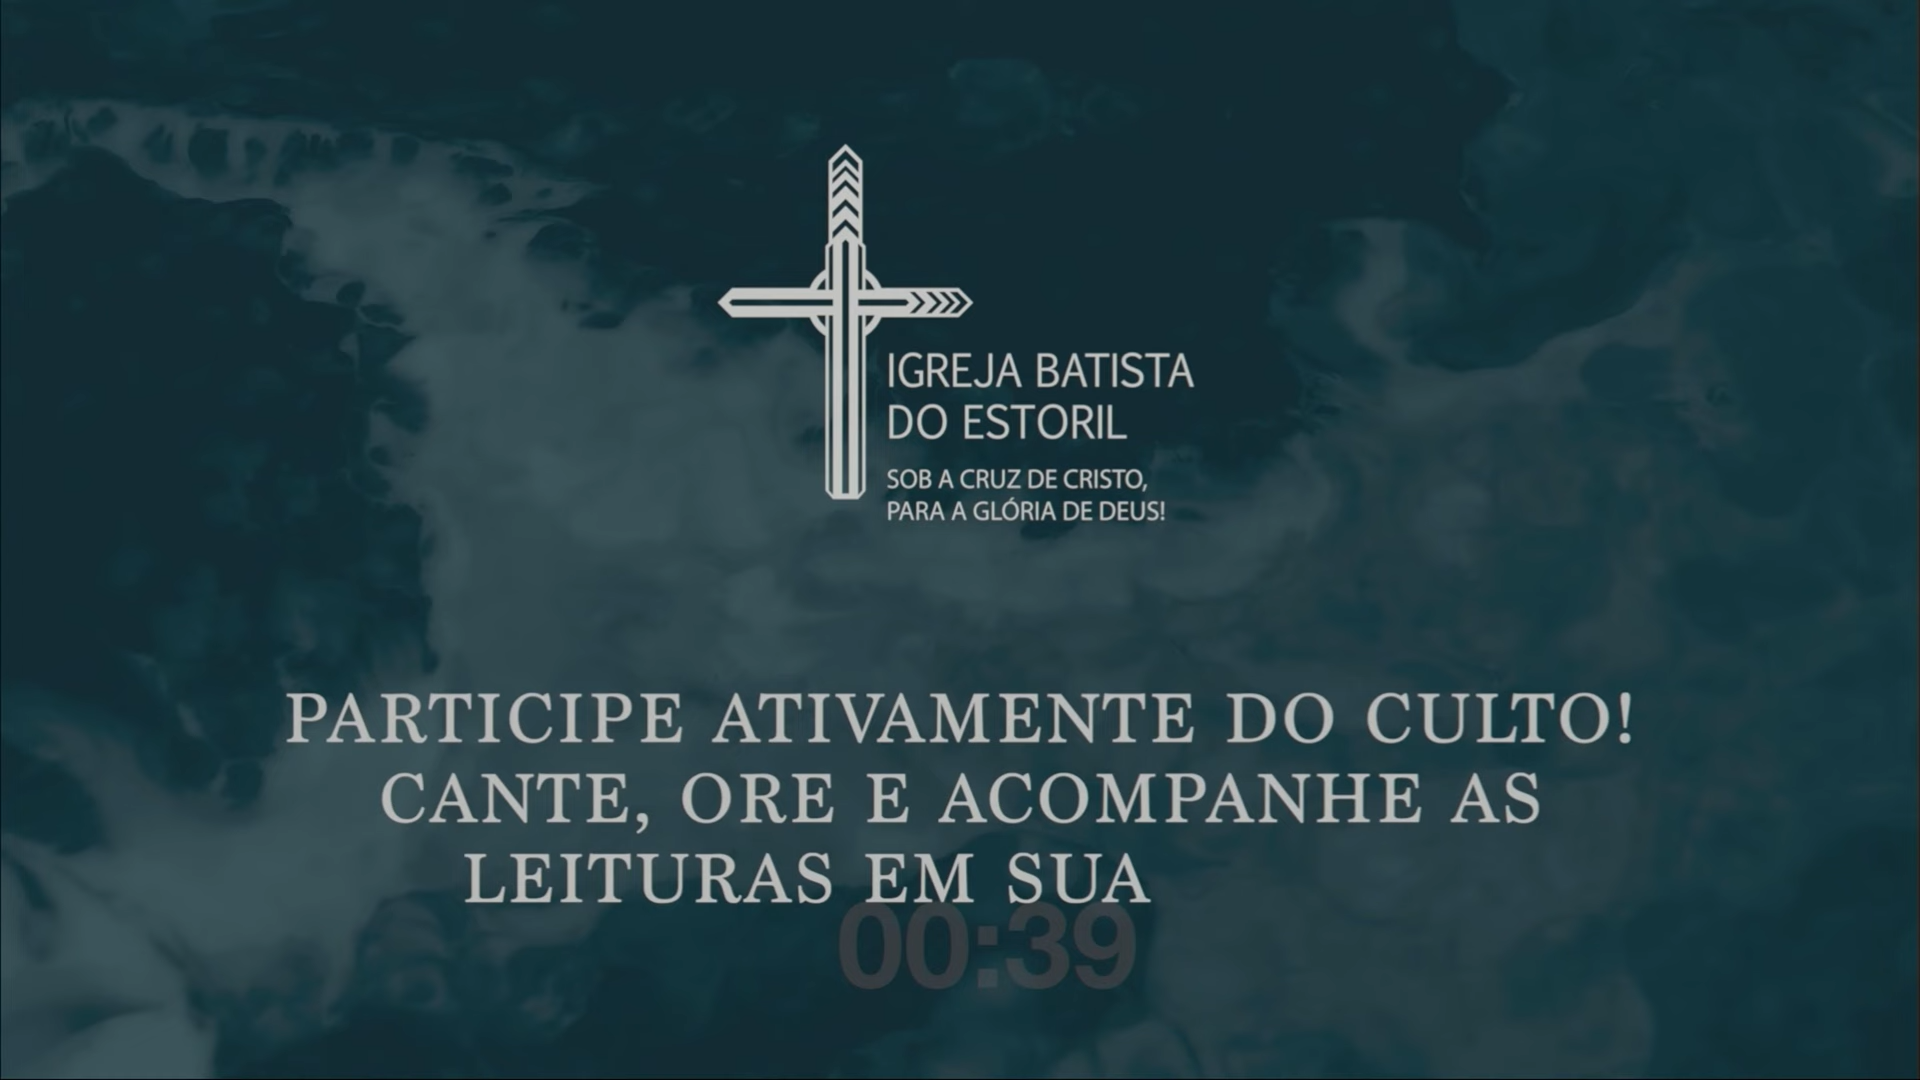 IGREJA BATISTA
DO ESTORIL
SOB A CRUZ DE CRISTO,
PARA A GLÓRIA DE DEUS!
PARTICIPE ATIVAMENTE DO CULTO!
CANTE, ORE E ACOMPANHE AS
LEITURAS EM SUA
00:39